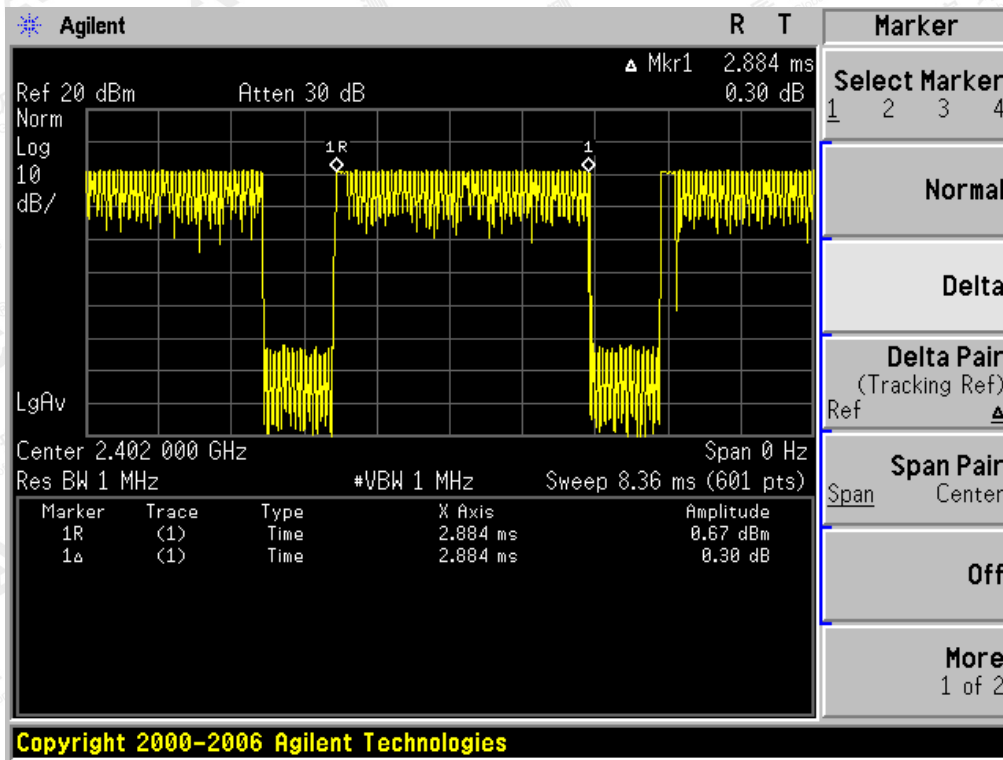 Agilent R T
Δ Mkr1 2.884 ms
Ref 20 dBm Atten 30 dB 0.30 dB
Norm
Log
10
dB/
1R 1
LgAv
Center 2.402 000 GHz Span 0 Hz
Res BW 1 MHz #VBW 1 MHz Sweep 8.36 ms (601 pts)
Marker Trace Type X Axis Amplitude
1R (1) Time 2.884 ms 0.67 dBm
1Δ (1) Time 2.884 ms 0.30 dB
Copyright 2000-2006 Agilent Technologies
Marker
Select Marker
1 2 3 4
Normal
Delta
Delta Pair
(Tracking Ref)
Ref Δ
Span Pair
Span Center
Off
More
1 of 2